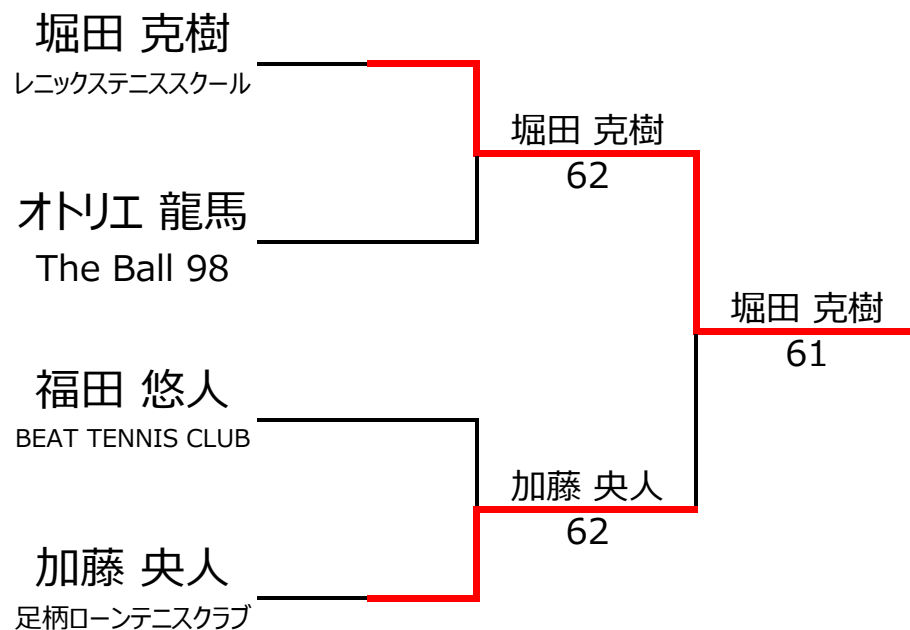 堀田 克樹
レニックステニススクール
オトリエ 龍馬
The Ball 98
福田 悠人
BEAT TENNIS CLUB
加藤 央人
足柄ローンテニスクラブ
堀田 克樹
62
加藤 央人
62
堀田 克樹
61